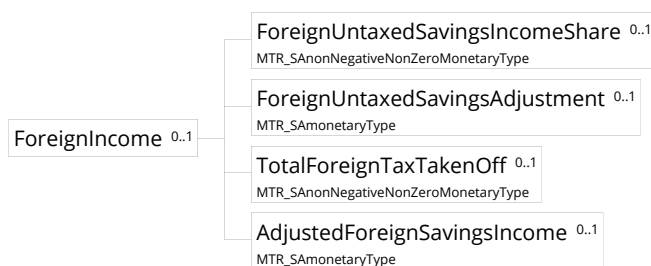 ForeignUntaxedSavingsIncomeShare 0..1
MTR_SAnonNegativeNonZeroMonetaryType
ForeignUntaxedSavingsAdjustment 0..1
MTR_SAmonetaryType
ForeignIncome 0..1
TotalForeignTaxTakenOff 0..1
MTR_SAnonNegativeNonZeroMonetaryType
AdjustedForeignSavingsIncome 0..1
MTR_SAmonetaryType